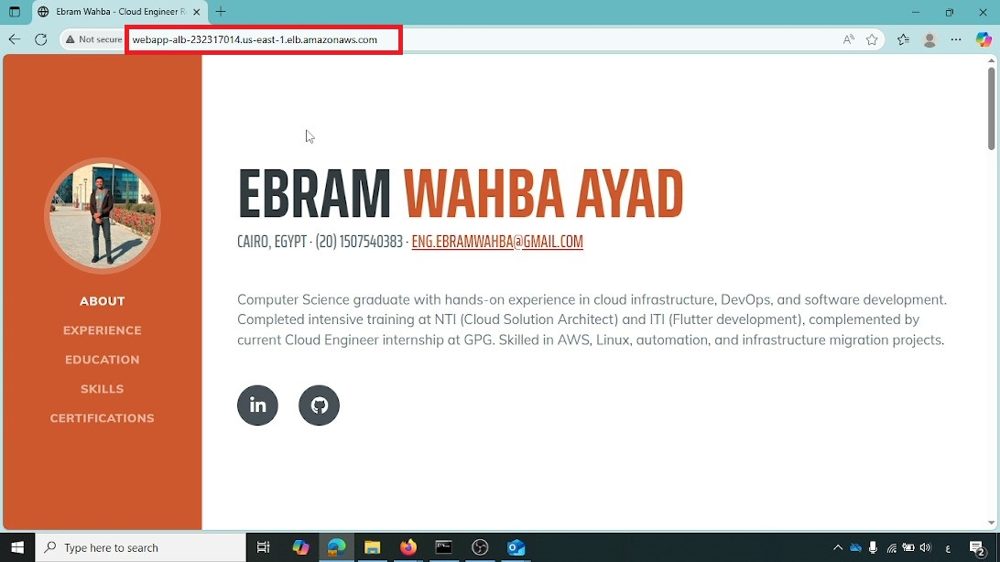 Ebram Wahba - Cloud Engineer R
Not secure
webapp-alb-232317014.us-east-1.elb.amazonaws.com
ABOUT
EXPERIENCE
EDUCATION
SKILLS
CERTIFICATIONS
EBRAM WAHBA AYAD
CAIRO, EGYPT · (20) 1507540383 · ENG.EBRAMWAHBA@GMAIL.COM
Computer Science graduate with hands-on experience in cloud infrastructure, DevOps, and software development.
Completed intensive training at NTI (Cloud Solution Architect) and ITI (Flutter development), complemented by
current Cloud Engineer internship at GPG. Skilled in AWS, Linux, automation, and infrastructure migration projects.
in
Type here to search
ع